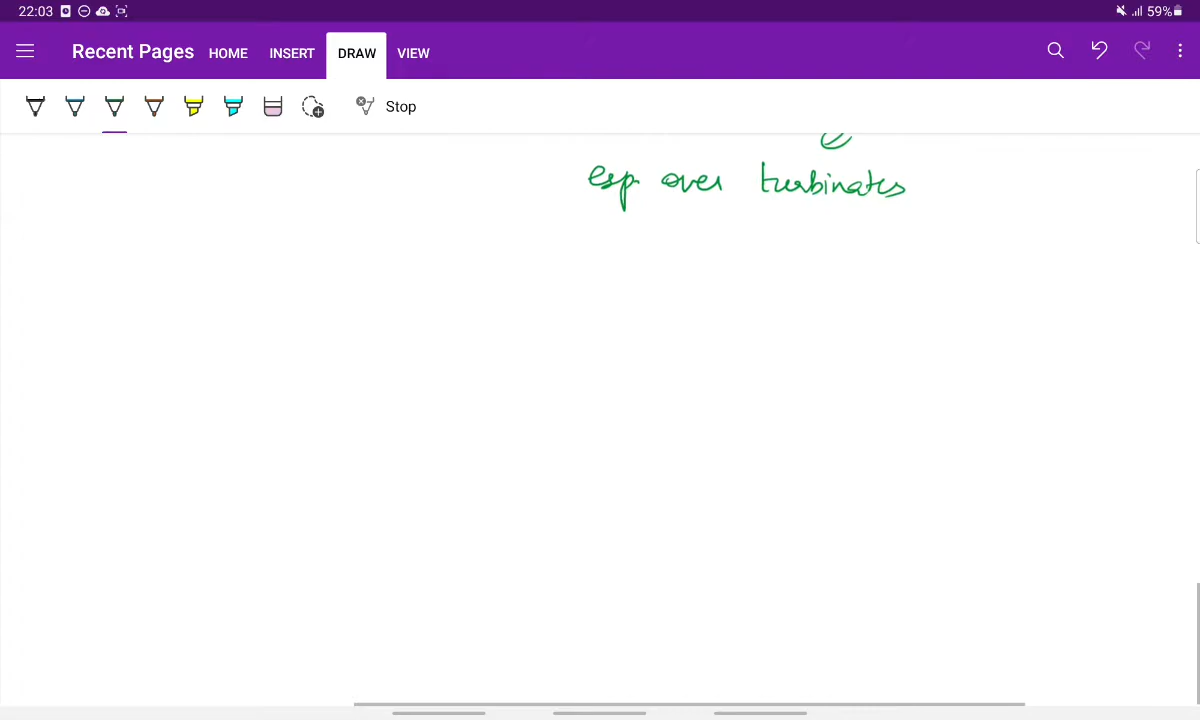 22:03 59%
Recent Pages HOME INSERT DRAW VIEW
Stop
esp over turbinates